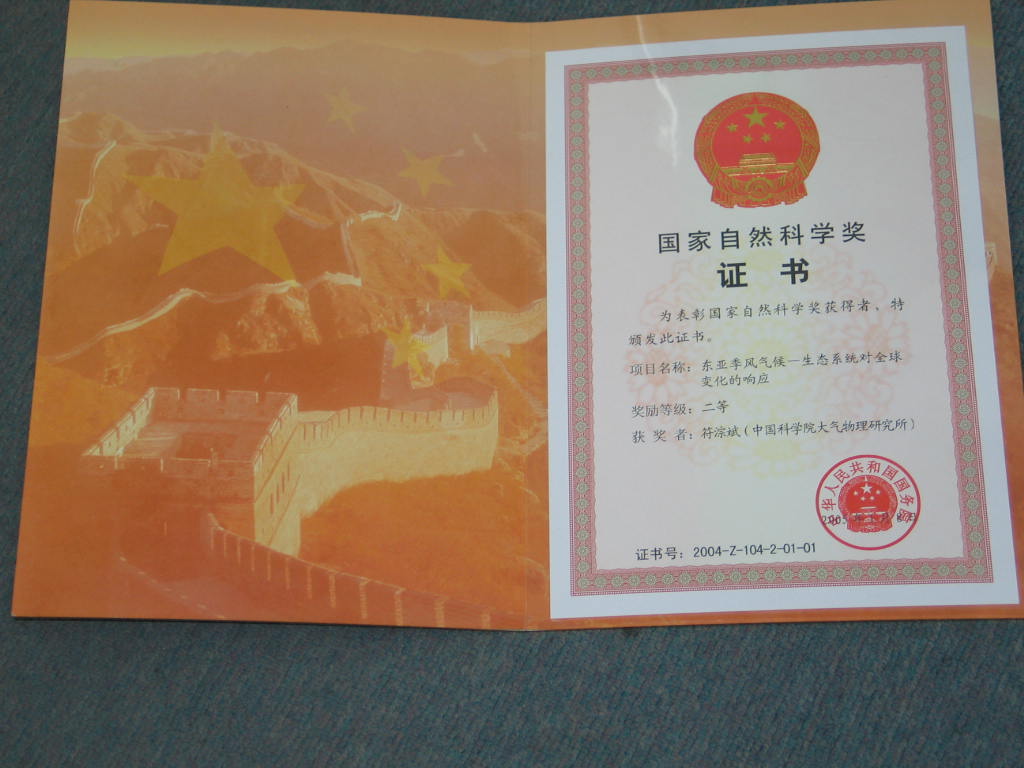 国家自然科学奖
证书
为表彰国家自然科学奖获得者，特
颁发此证书。
项目名称：东亚季风气候—生态系统对全球
变化的响应
奖励等级：二等
获奖者：符淙斌（中国科学院大气物理研究所）
中华人民共和国国务院
证书号：2004-Z-104-2-01-01